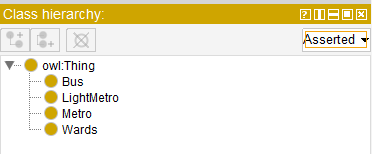 Class hierarchy:
Asserted
owl:Thing
Bus
LightMetro
Metro
Wards